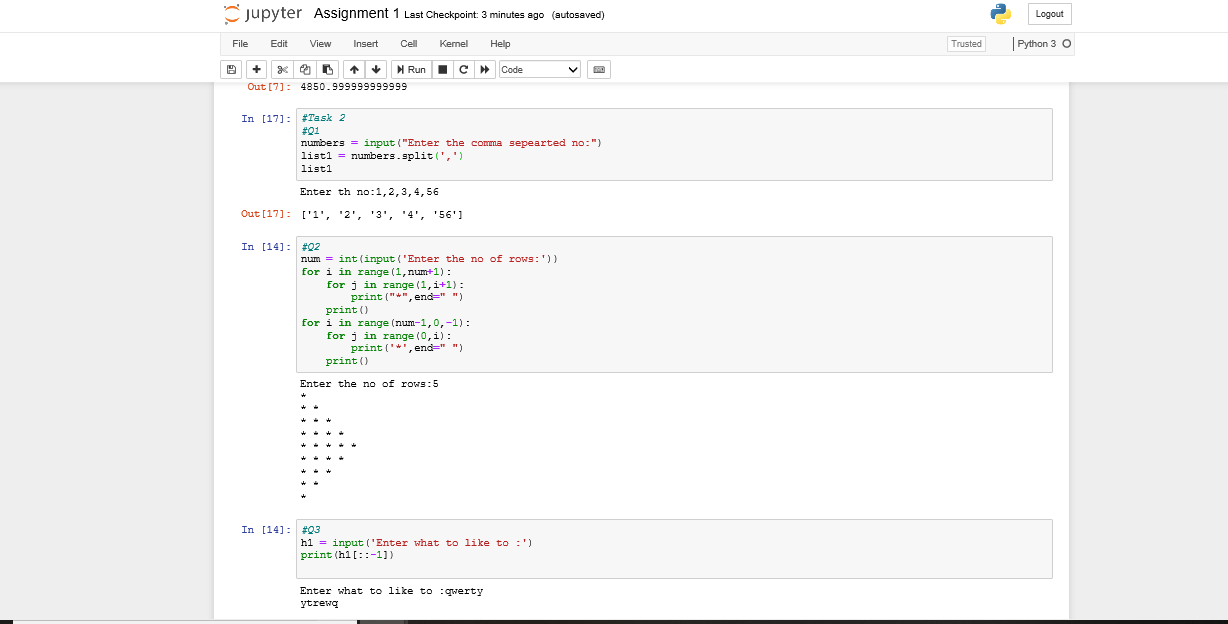 jupyter Assignment 1 Last Checkpoint: 3 minutes ago (autosaved) Logout
File Edit View Insert Cell Kernel Help Trusted Python 3
Run Code
Out[7]: 4850.999999999999
In [17]: #Task 2
#Q1
numbers = input("Enter the comma sepearted no:")
list1 = numbers.split(',')
list1
Enter th no:1,2,3,4,56
Out[17]: ['1', '2', '3', '4', '56']
In [14]: #Q2
num = int(input('Enter the no of rows:'))
for i in range(1,num+1):
    for j in range(1,i+1):
        print("*",end=" ")
    print()
for i in range(num-1,0,-1):
    for j in range(0,i):
        print('*',end=" ")
    print()
Enter the no of rows:5
*
* *
* * *
* * * *
* * * * *
* * * *
* * *
* *
*
In [14]: #Q3
h1 = input('Enter what to like to :')
print(h1[::-1])
Enter what to like to :qwerty
ytrewq